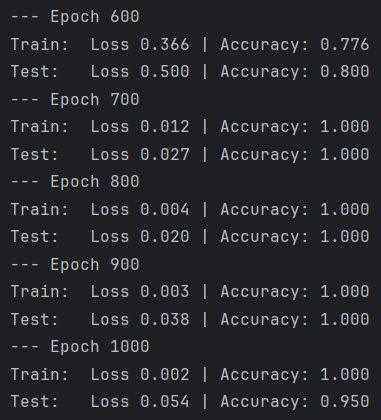 --- Epoch 600
Train:  Loss 0.366 | Accuracy: 0.776
Test:   Loss 0.500 | Accuracy: 0.800
--- Epoch 700
Train:  Loss 0.012 | Accuracy: 1.000
Test:   Loss 0.027 | Accuracy: 1.000
--- Epoch 800
Train:  Loss 0.004 | Accuracy: 1.000
Test:   Loss 0.020 | Accuracy: 1.000
--- Epoch 900
Train:  Loss 0.003 | Accuracy: 1.000
Test:   Loss 0.038 | Accuracy: 1.000
--- Epoch 1000
Train:  Loss 0.002 | Accuracy: 1.000
Test:   Loss 0.054 | Accuracy: 0.950